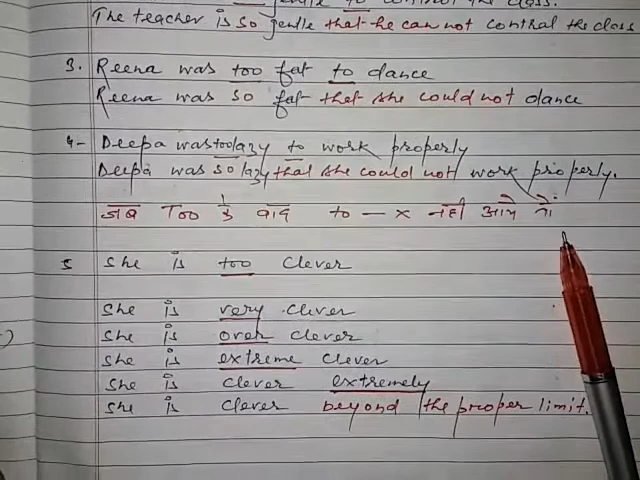 The teacher is so gentle that he can not control the class
3. Reena was too fat to dance
Reena was so fat that she could not dance
4- Deepa was too lazy to work properly
Deepa was so lazy that she could not work properly.
जब Too के बाद to — x नहीं आये तो
5 She is too clever
She is very clever
She is over clever
She is extreme clever
She is clever extremely
She is clever beyond the proper limit.